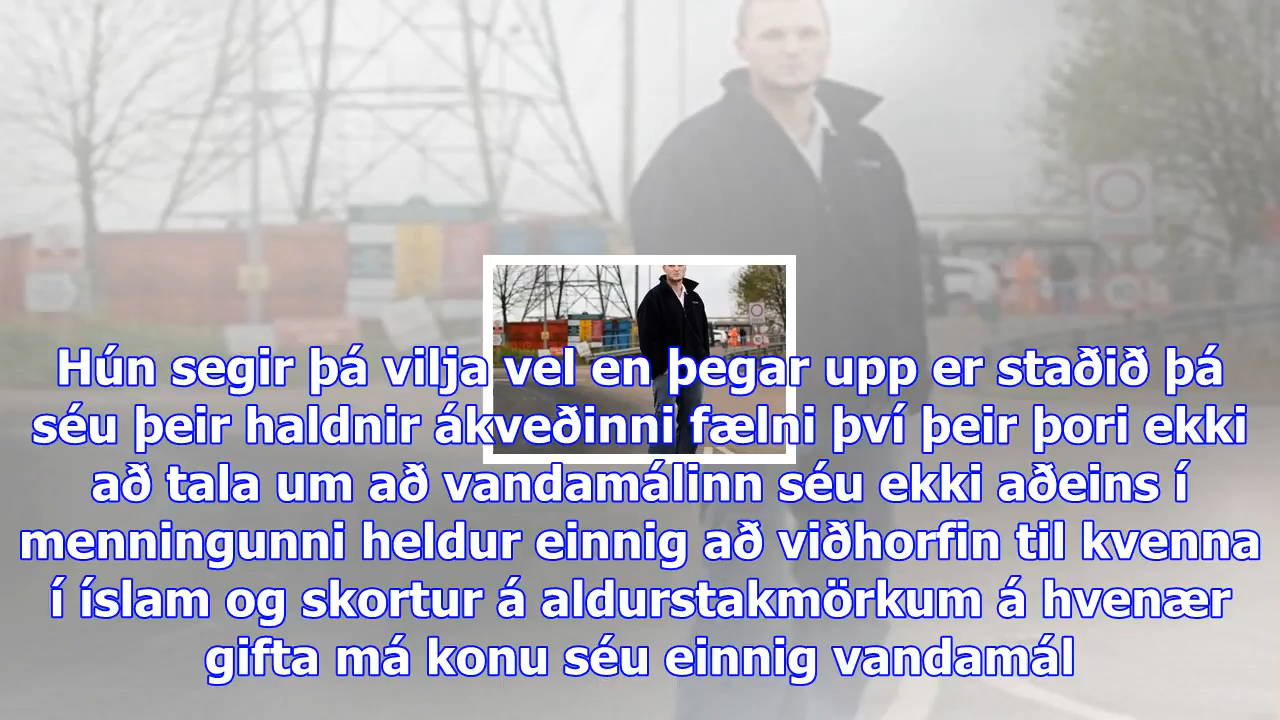 Hún segir þá vilja vel en þegar upp er staðið þá
séu þeir haldnir ákveðinni fælni því þeir þori ekki
að tala um að vandamálinn séu ekki aðeins í
menningunni heldur einnig að viðhorfin til kvenna
í íslam og skortur á aldurstakmörkum á hvenær
gifta má konu séu einnig vandamál